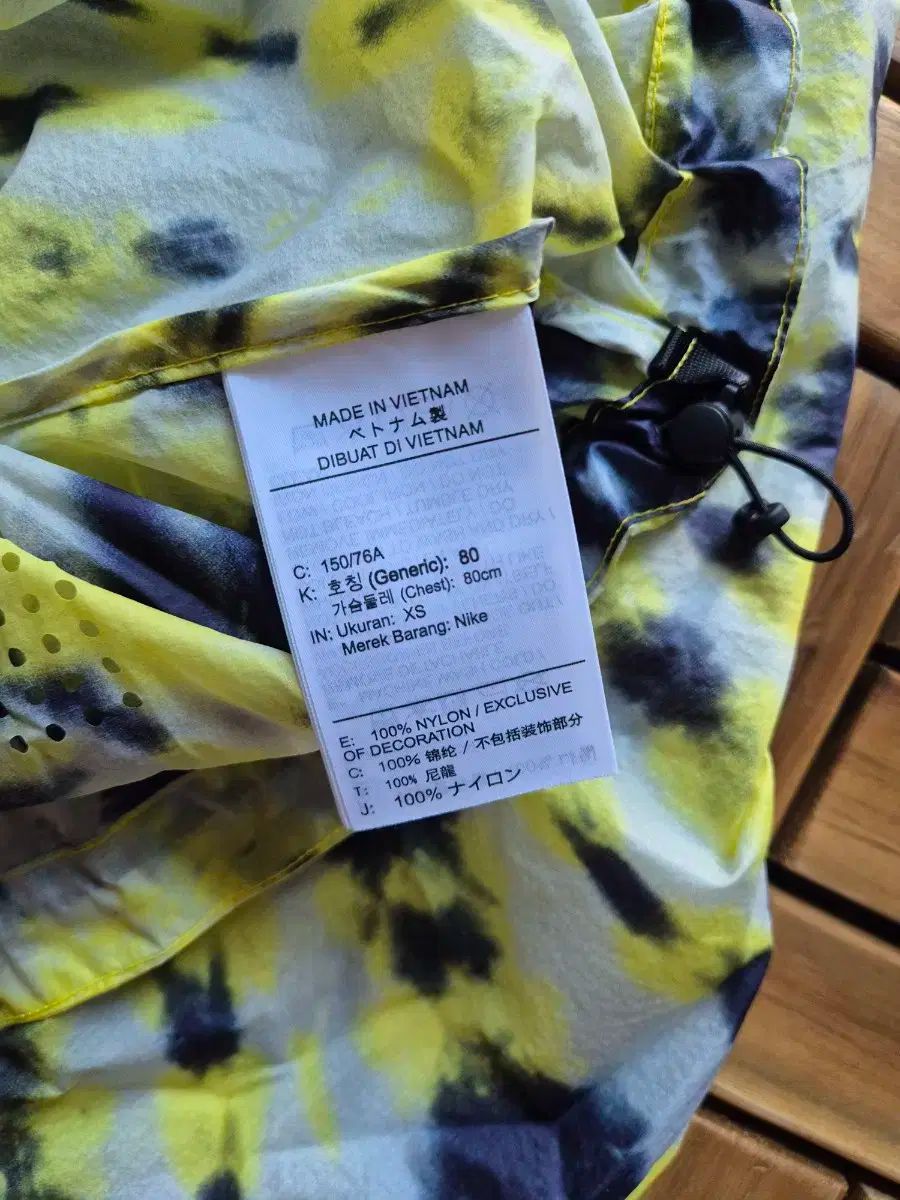 MADE IN VIETNAM
ベトナム製
DIBUAT DI VIETNAM
C: 150/76A
K: 호칭 (Generic): 80
가슴둘레 (Chest): 80cm
IN: Ukuran: XS
Merek Barang: Nike
E: 100% NYLON / EXCLUSIVE
OF DECORATION
C: 100% 锦纶 / 不包括装饰部分
T: 100% 尼龍
J: 100% ナイロン